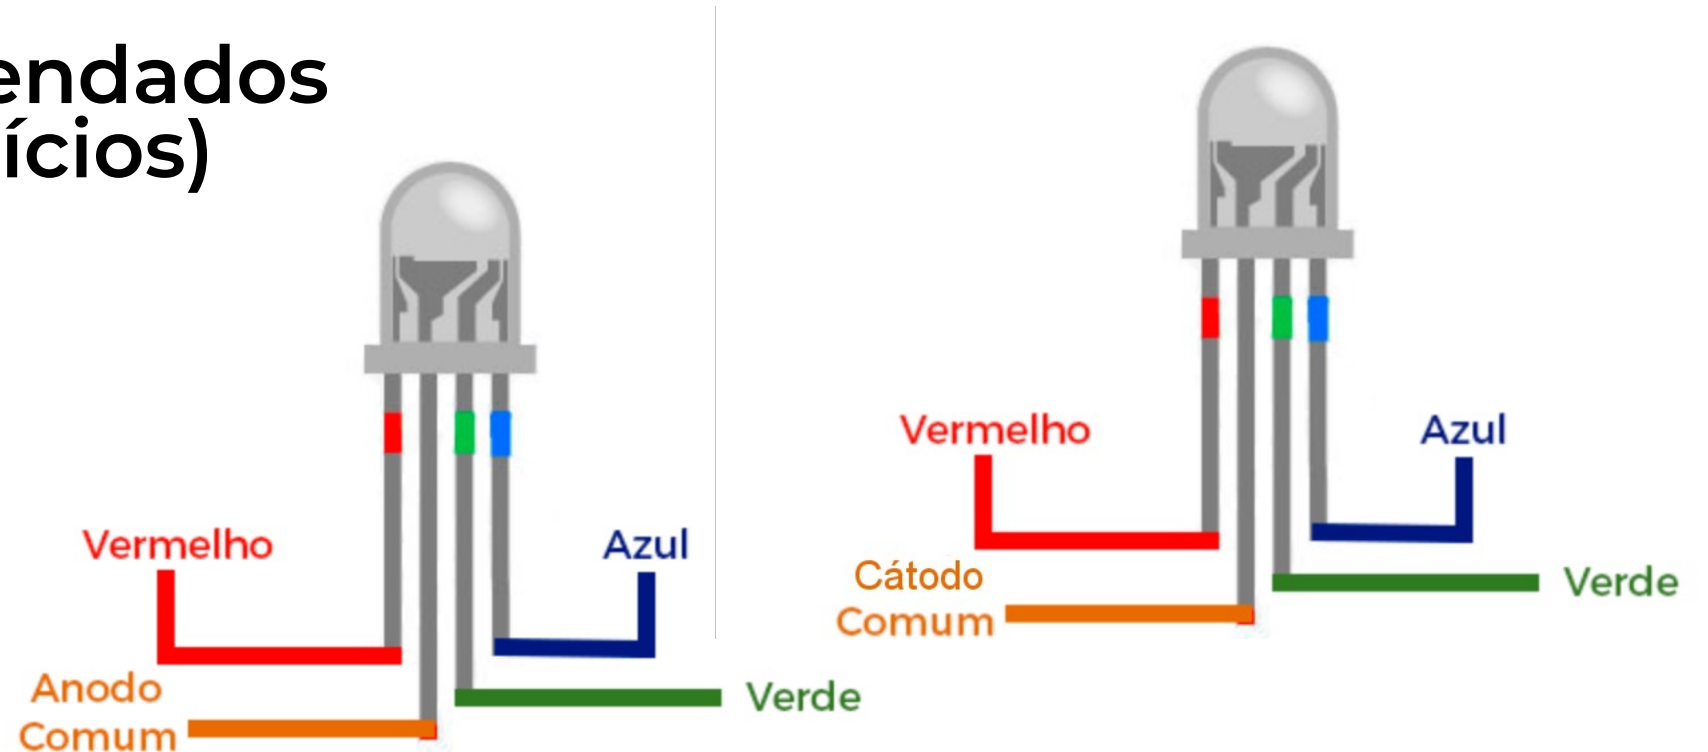 endados
ícios)
Vermelho
Azul
Anodo
Comum
Verde
Vermelho
Azul
Cátodo
Comum
Verde